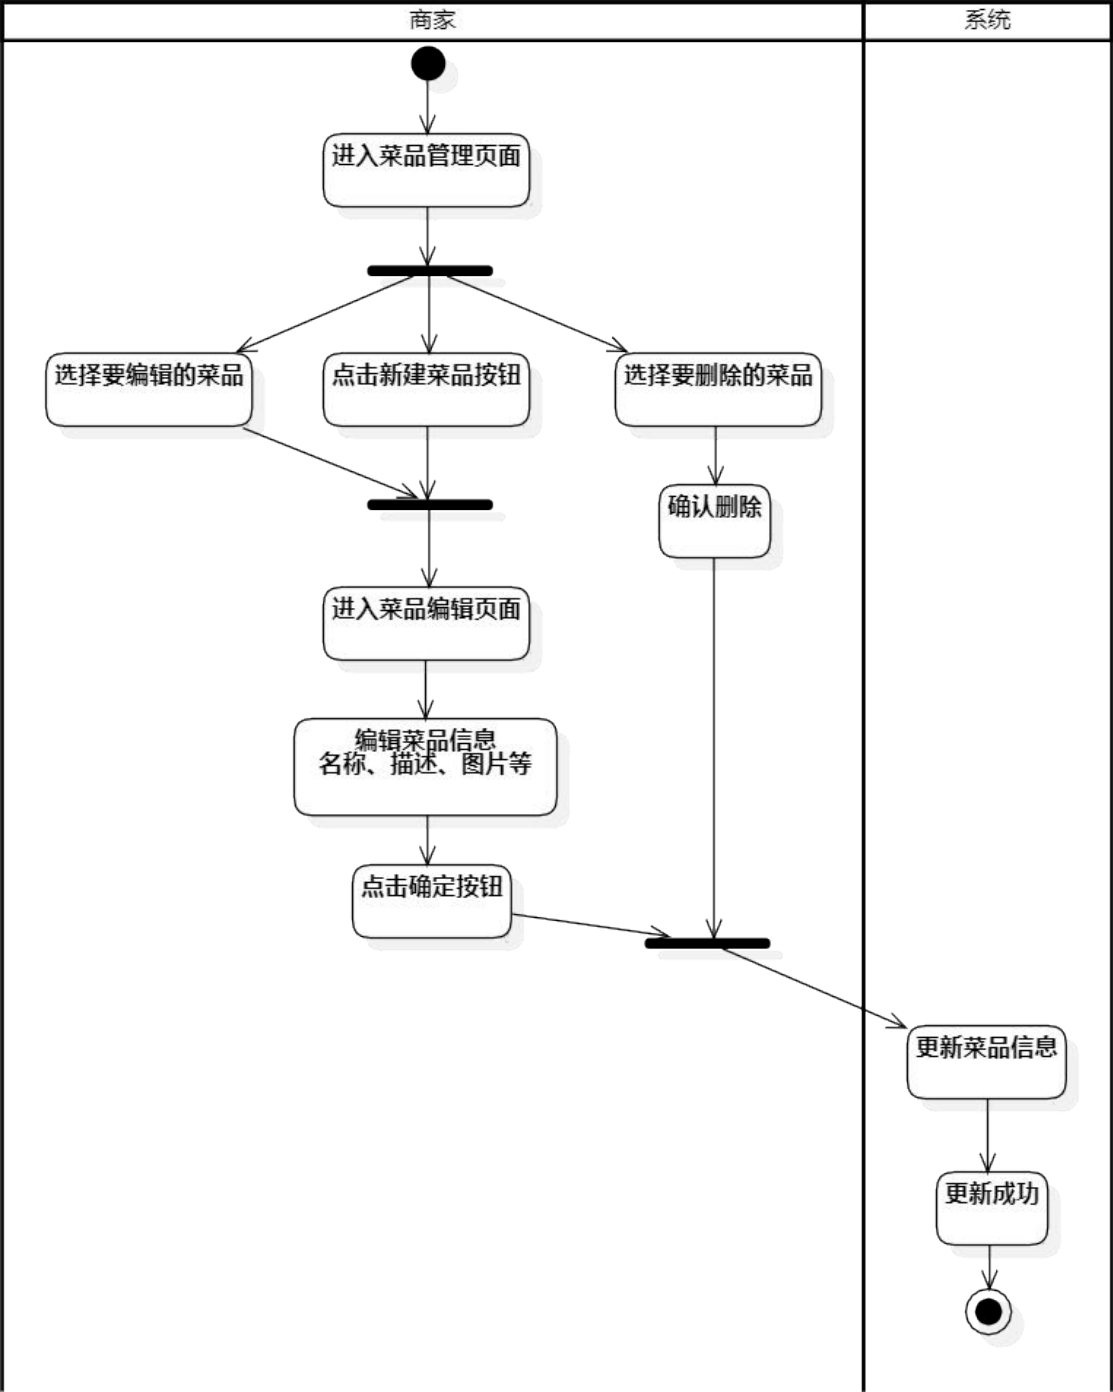 商家
系统
进入菜品管理页面
选择要编辑的菜品
点击新建菜品按钮
选择要删除的菜品
确认删除
进入菜品编辑页面
编辑菜品信息
名称、描述、图片等
点击确定按钮
更新菜品信息
更新成功